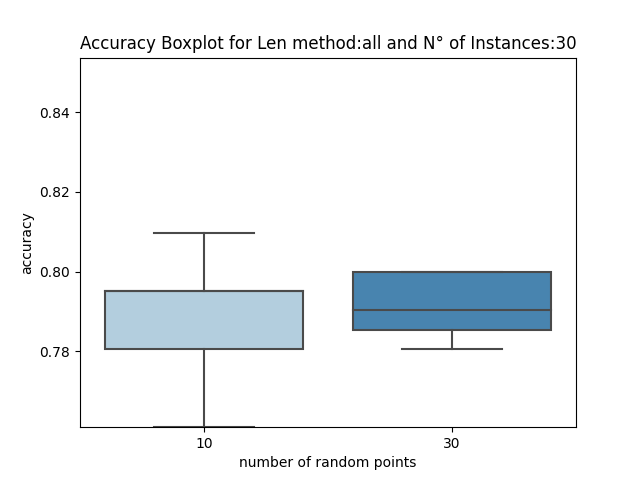 Accuracy Boxplot for Len method:all and N° of Instances:30
0.84
0.82
0.80
0.78
accuracy
10
30
number of random points